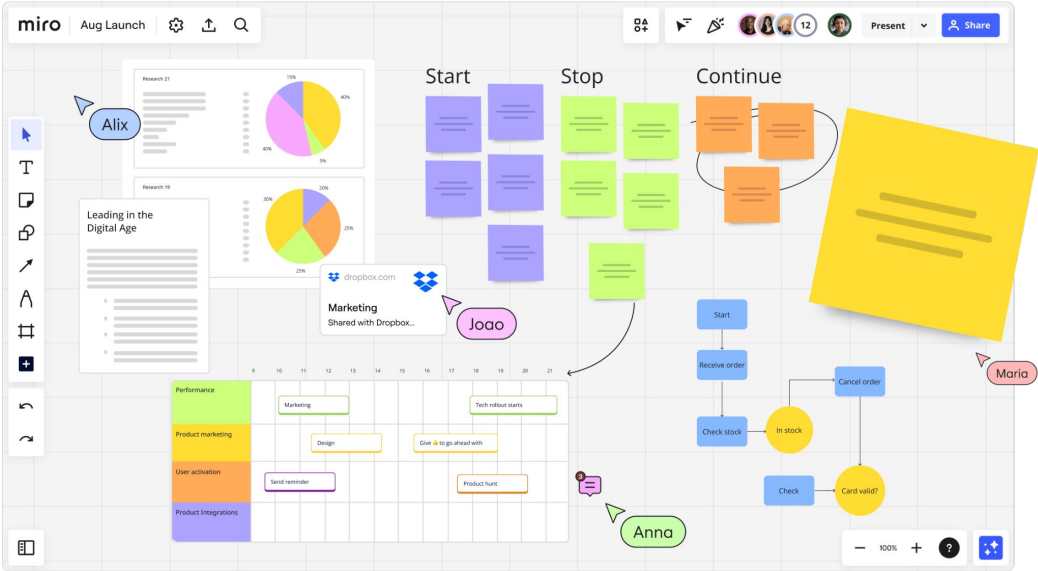 miro
Aug Launch
12
Present
Share
Alix
Research 21
15%
40%
40%
5%
Research 19
20%
30%
25%
25%
Leading in the
Digital Age
dropbox.com
Marketing
Shared with Dropbox...
Joao
Start
Stop
Continue
Maria
9 10 11 12 13 14 15 16 17 18 19 20 21
Performance
Marketing
Tech rollout starts
Product marketing
Design
Give 👍 to go ahead with
User activation
Send reminder
Product hunt
Product Integrations
3
Anna
Start
Receive order
Check stock
In stock
Cancel order
Check
Card valid?
100%
?